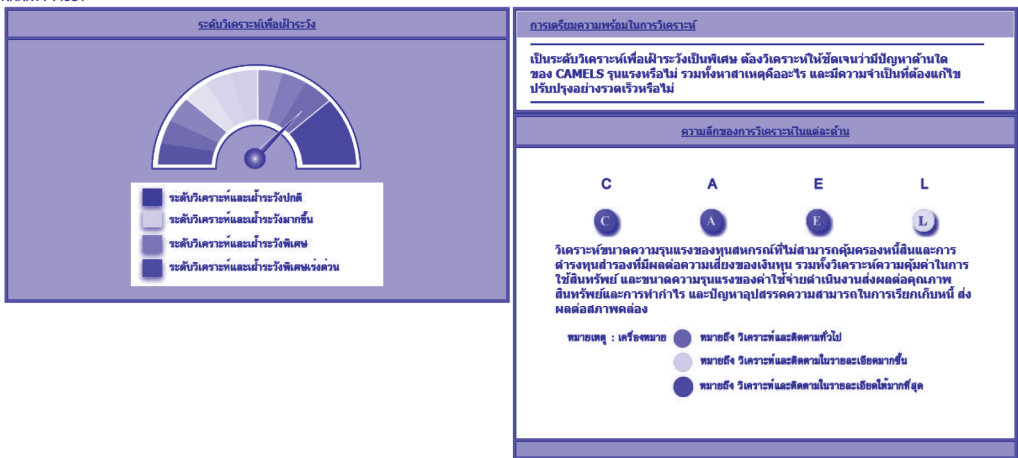 ระดับวิเคราะห์เพื่อเฝ้าระวัง
ระดับวิเคราะห์และเฝ้าระวังปกติ
ระดับวิเคราะห์และเฝ้าระวังมากขึ้น
ระดับวิเคราะห์และเฝ้าระวังพิเศษ
ระดับวิเคราะห์และเฝ้าระวังพิเศษเร่งด่วน
การเตรียมความพร้อมในการวิเคราะห์
เป็นระดับวิเคราะห์เพื่อเฝ้าระวังเป็นพิเศษ ต้องวิเคราะห์ให้ชัดเจนว่ามีปัญหาด้านใด
ของ CAMELS รุนแรงหรือไม่ รวมทั้งหาสาเหตุคืออะไร และมีความจำเป็นที่ต้องแก้ไข
ปรับปรุงอย่างรวดเร็วหรือไม่
ความลึกของการวิเคราะห์ในแต่ละด้าน
C A E L
C A E L
วิเคราะห์ขนาดความรุนแรงของทุนสหกรณ์ที่ไม่สามารถคุ้มครองหนี้สินและการ
ดำรงทุนสำรองที่มีผลต่อความเสี่ยงของเงินทุน รวมทั้งวิเคราะห์ความคุ้มค่าในการ
ใช้สินทรัพย์ และขนาดความรุนแรงของค่าใช้จ่ายดำเนินงานส่งผลต่อคุณภาพ
สินทรัพย์และการทำกำไร และปัญหาอุปสรรคความสามารถในการเรียกเก็บหนี้ ส่ง
ผลต่อสภาพคล่อง
หมายเหตุ : เครื่องหมาย หมายถึง วิเคราะห์และติดตามทั่วไป
หมายถึง วิเคราะห์และติดตามในรายละเอียดมากขึ้น
หมายถึง วิเคราะห์และติดตามในรายละเอียดให้มากที่สุด